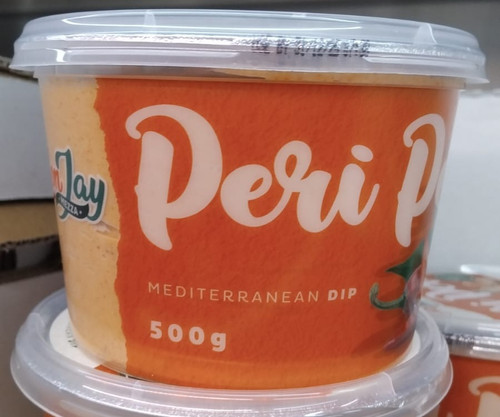 Jay
Peri P
MEDITERRANEAN DIP
500g